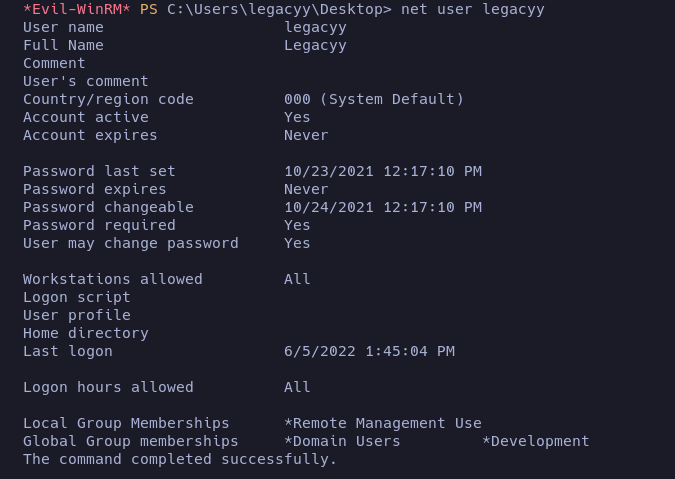 *Evil-WinRM* PS C:\Users\legacyy\Desktop> net user legacyy
User name                    legacyy
Full Name                    Legacyy
Comment
User's comment
Country/region code          000 (System Default)
Account active               Yes
Account expires              Never

Password last set            10/23/2021 12:17:10 PM
Password expires             Never
Password changeable          10/24/2021 12:17:10 PM
Password required            Yes
User may change password     Yes

Workstations allowed         All
Logon script
User profile
Home directory
Last logon                   6/5/2022 1:45:04 PM

Logon hours allowed          All

Local Group Memberships      *Remote Management Use
Global Group memberships     *Domain Users         *Development
The command completed successfully.